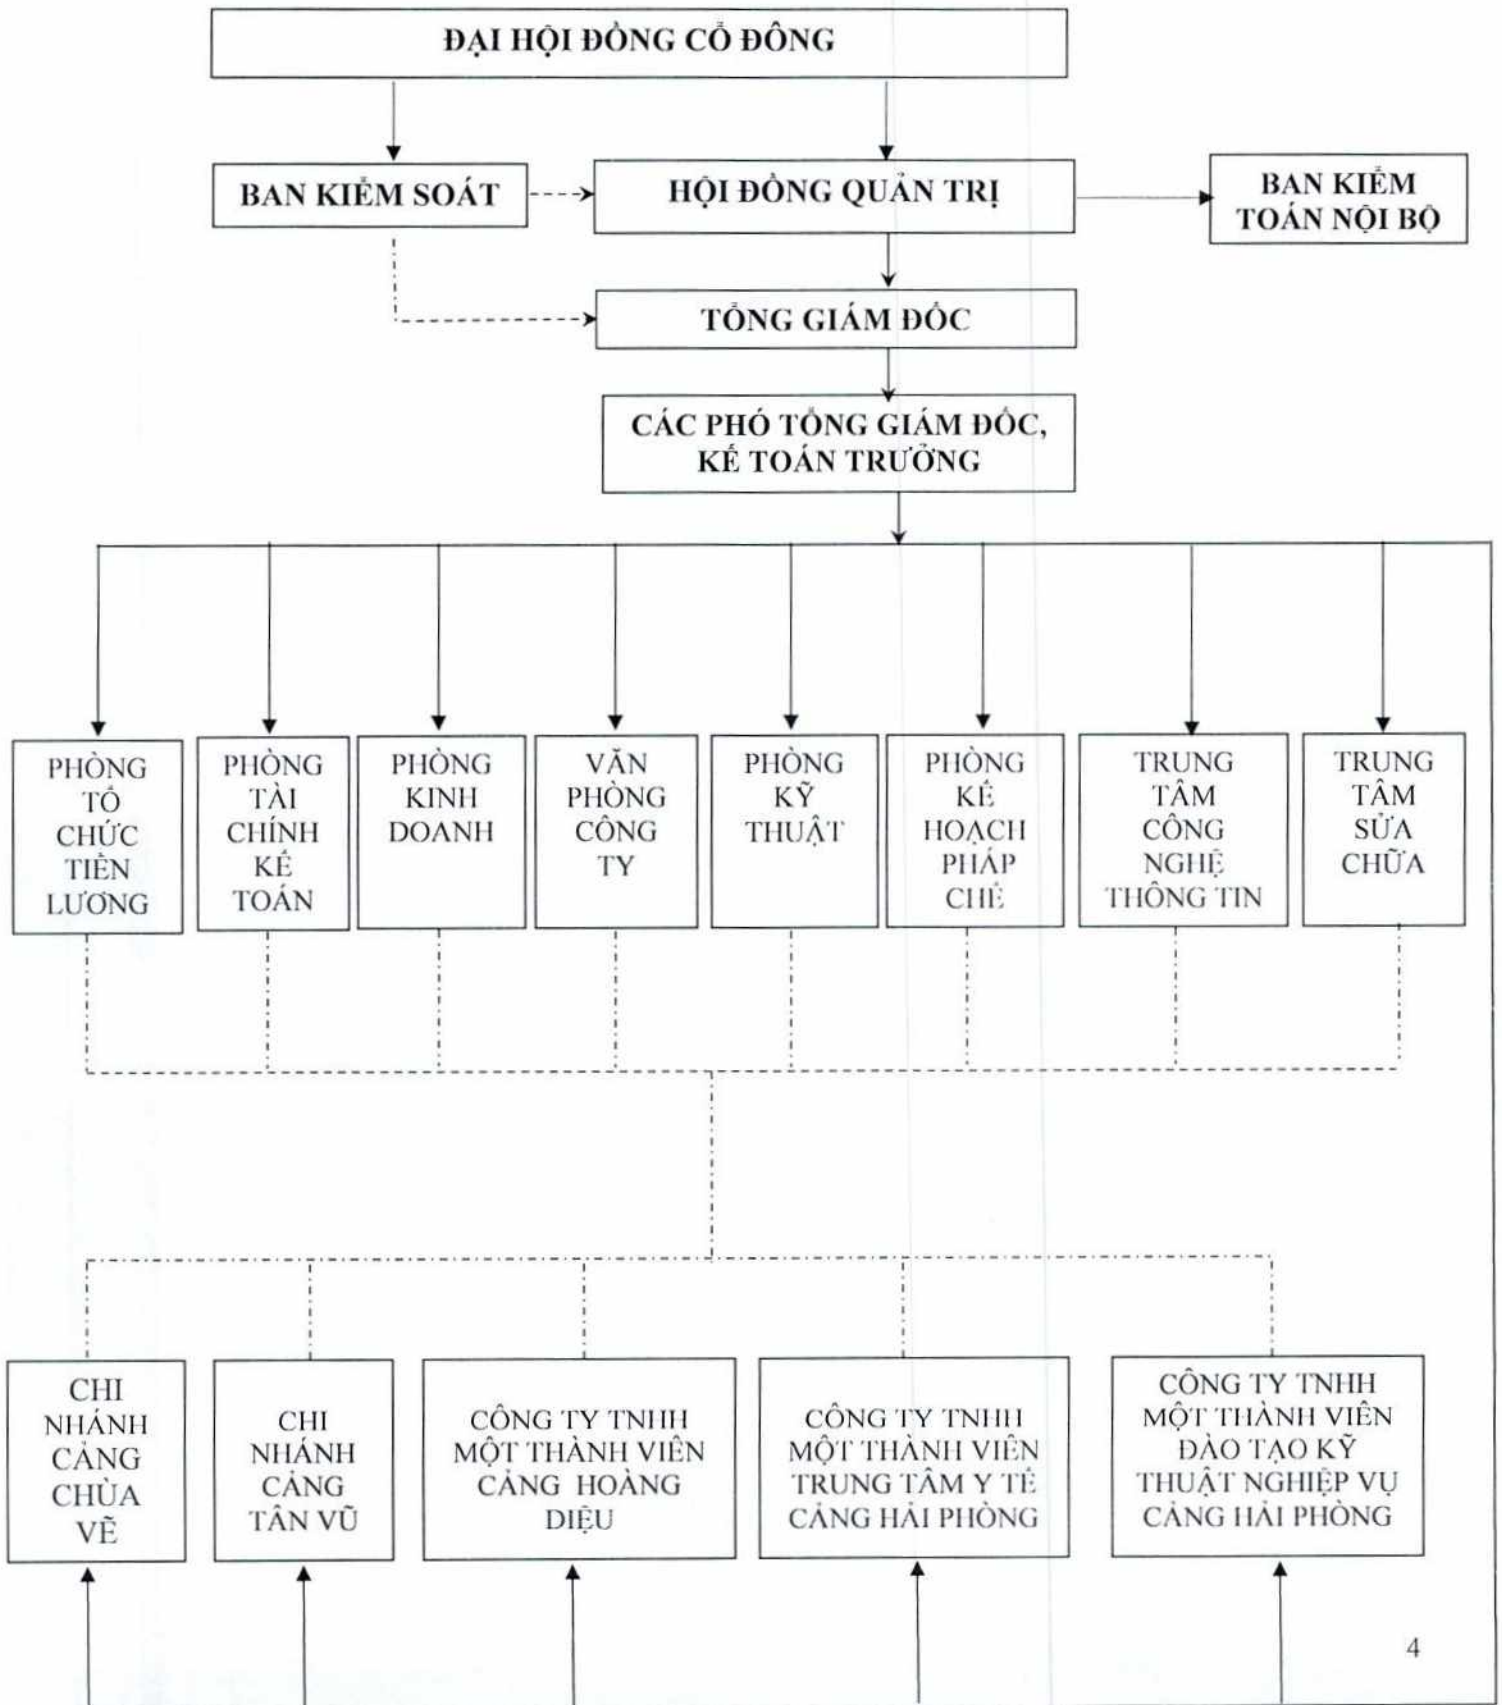 ĐẠI HỘI ĐỒNG CỔ ĐÔNG
BAN KIỂM SOÁT
HỘI ĐỒNG QUẢN TRỊ
BAN KIỂM
TOÁN NỘI BỘ
TỔNG GIÁM ĐỐC
CÁC PHÓ TỔNG GIÁM ĐỐC,
KẾ TOÁN TRƯỞNG
PHÒNG
TỔ
CHỨC
TIỀN
LƯƠNG
PHÒNG
TÀI
CHÍNH
KẾ
TOÁN
PHÒNG
KINH
DOANH
VĂN
PHÒNG
CÔNG
TY
PHÒNG
KỸ
THUẬT
PHÒNG
KẾ
HOẠCH
PHÁP
CHẾ
TRUNG
TÂM
CÔNG
NGHỆ
THÔNG TIN
TRUNG
TÂM
SỬA
CHỮA
CHI
NHÁNH
CẢNG
CHÙA
VẼ
CHI
NHÁNH
CẢNG
TÂN VŨ
CÔNG TY TNHH
MỘT THÀNH VIÊN
CẢNG HOÀNG
DIỆU
CÔNG TY TNHH
MỘT THÀNH VIÊN
TRUNG TÂM Y TẾ
CẢNG HẢI PHÒNG
CÔNG TY TNHH
MỘT THÀNH VIÊN
ĐÀO TẠO KỸ
THUẬT NGHIỆP VỤ
CẢNG HẢI PHÒNG
4